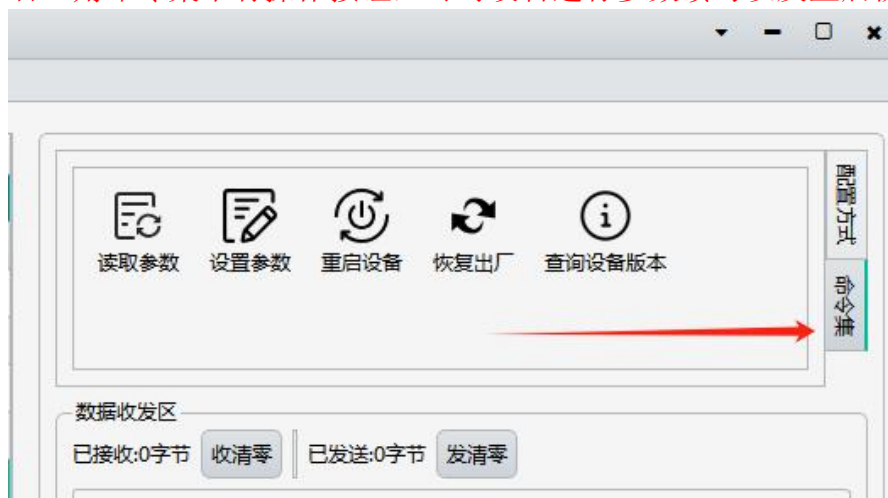 配置方式
读取参数 设置参数 重启设备 恢复出厂 查询设备版本
命令集
数据收发区
已接收:0字节 收清零 已发送:0字节 发清零